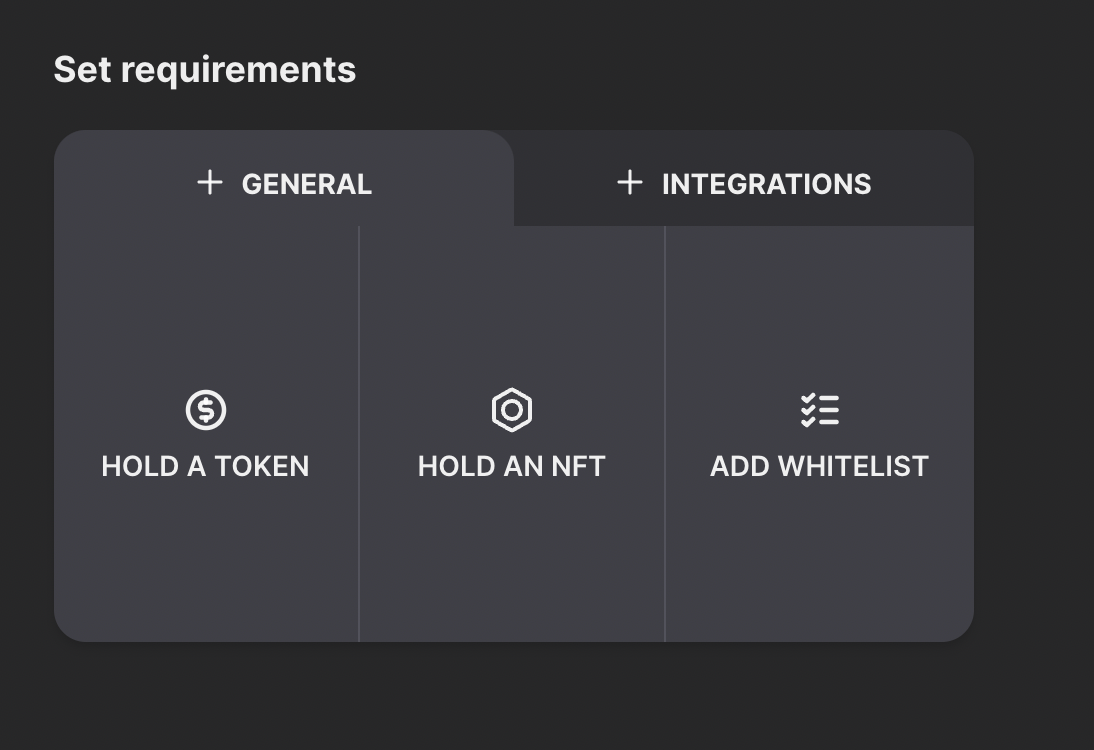 Set requirements
+ GENERAL
+ INTEGRATIONS
HOLD A TOKEN
HOLD AN NFT
ADD WHITELIST